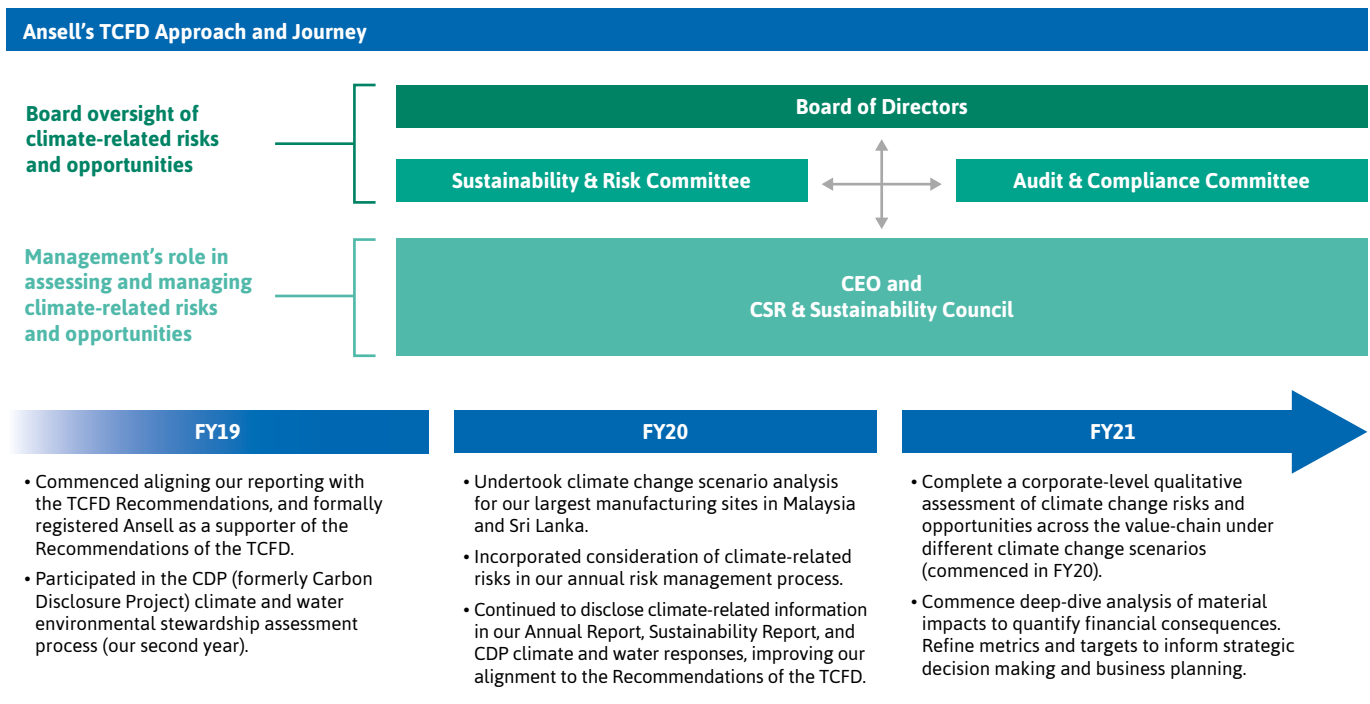 Ansell's TCFD Approach and Journey
Board oversight of
climate-related risks
and opportunities
Board of Directors
Sustainability & Risk Committee
Audit & Compliance Committee
Management's role in
assessing and managing
climate-related risks
and opportunities
CEO and
CSR & Sustainability Council
FY19
• Commenced aligning our reporting with
the TCFD Recommendations, and formally
registered Ansell as a supporter of the
Recommendations of the TCFD.
• Participated in the CDP (formerly Carbon
Disclosure Project) climate and water
environmental stewardship assessment
process (our second year).
FY20
• Undertook climate change scenario analysis
for our largest manufacturing sites in Malaysia
and Sri Lanka.
• Incorporated consideration of climate-related
risks in our annual risk management process.
• Continued to disclose climate-related information
in our Annual Report, Sustainability Report, and
CDP climate and water responses, improving our
alignment to the Recommendations of the TCFD.
FY21
• Complete a corporate-level qualitative
assessment of climate change risks and
opportunities across the value-chain under
different climate change scenarios
(commenced in FY20).
• Commence deep-dive analysis of material
impacts to quantify financial consequences.
Refine metrics and targets to inform strategic
decision making and business planning.